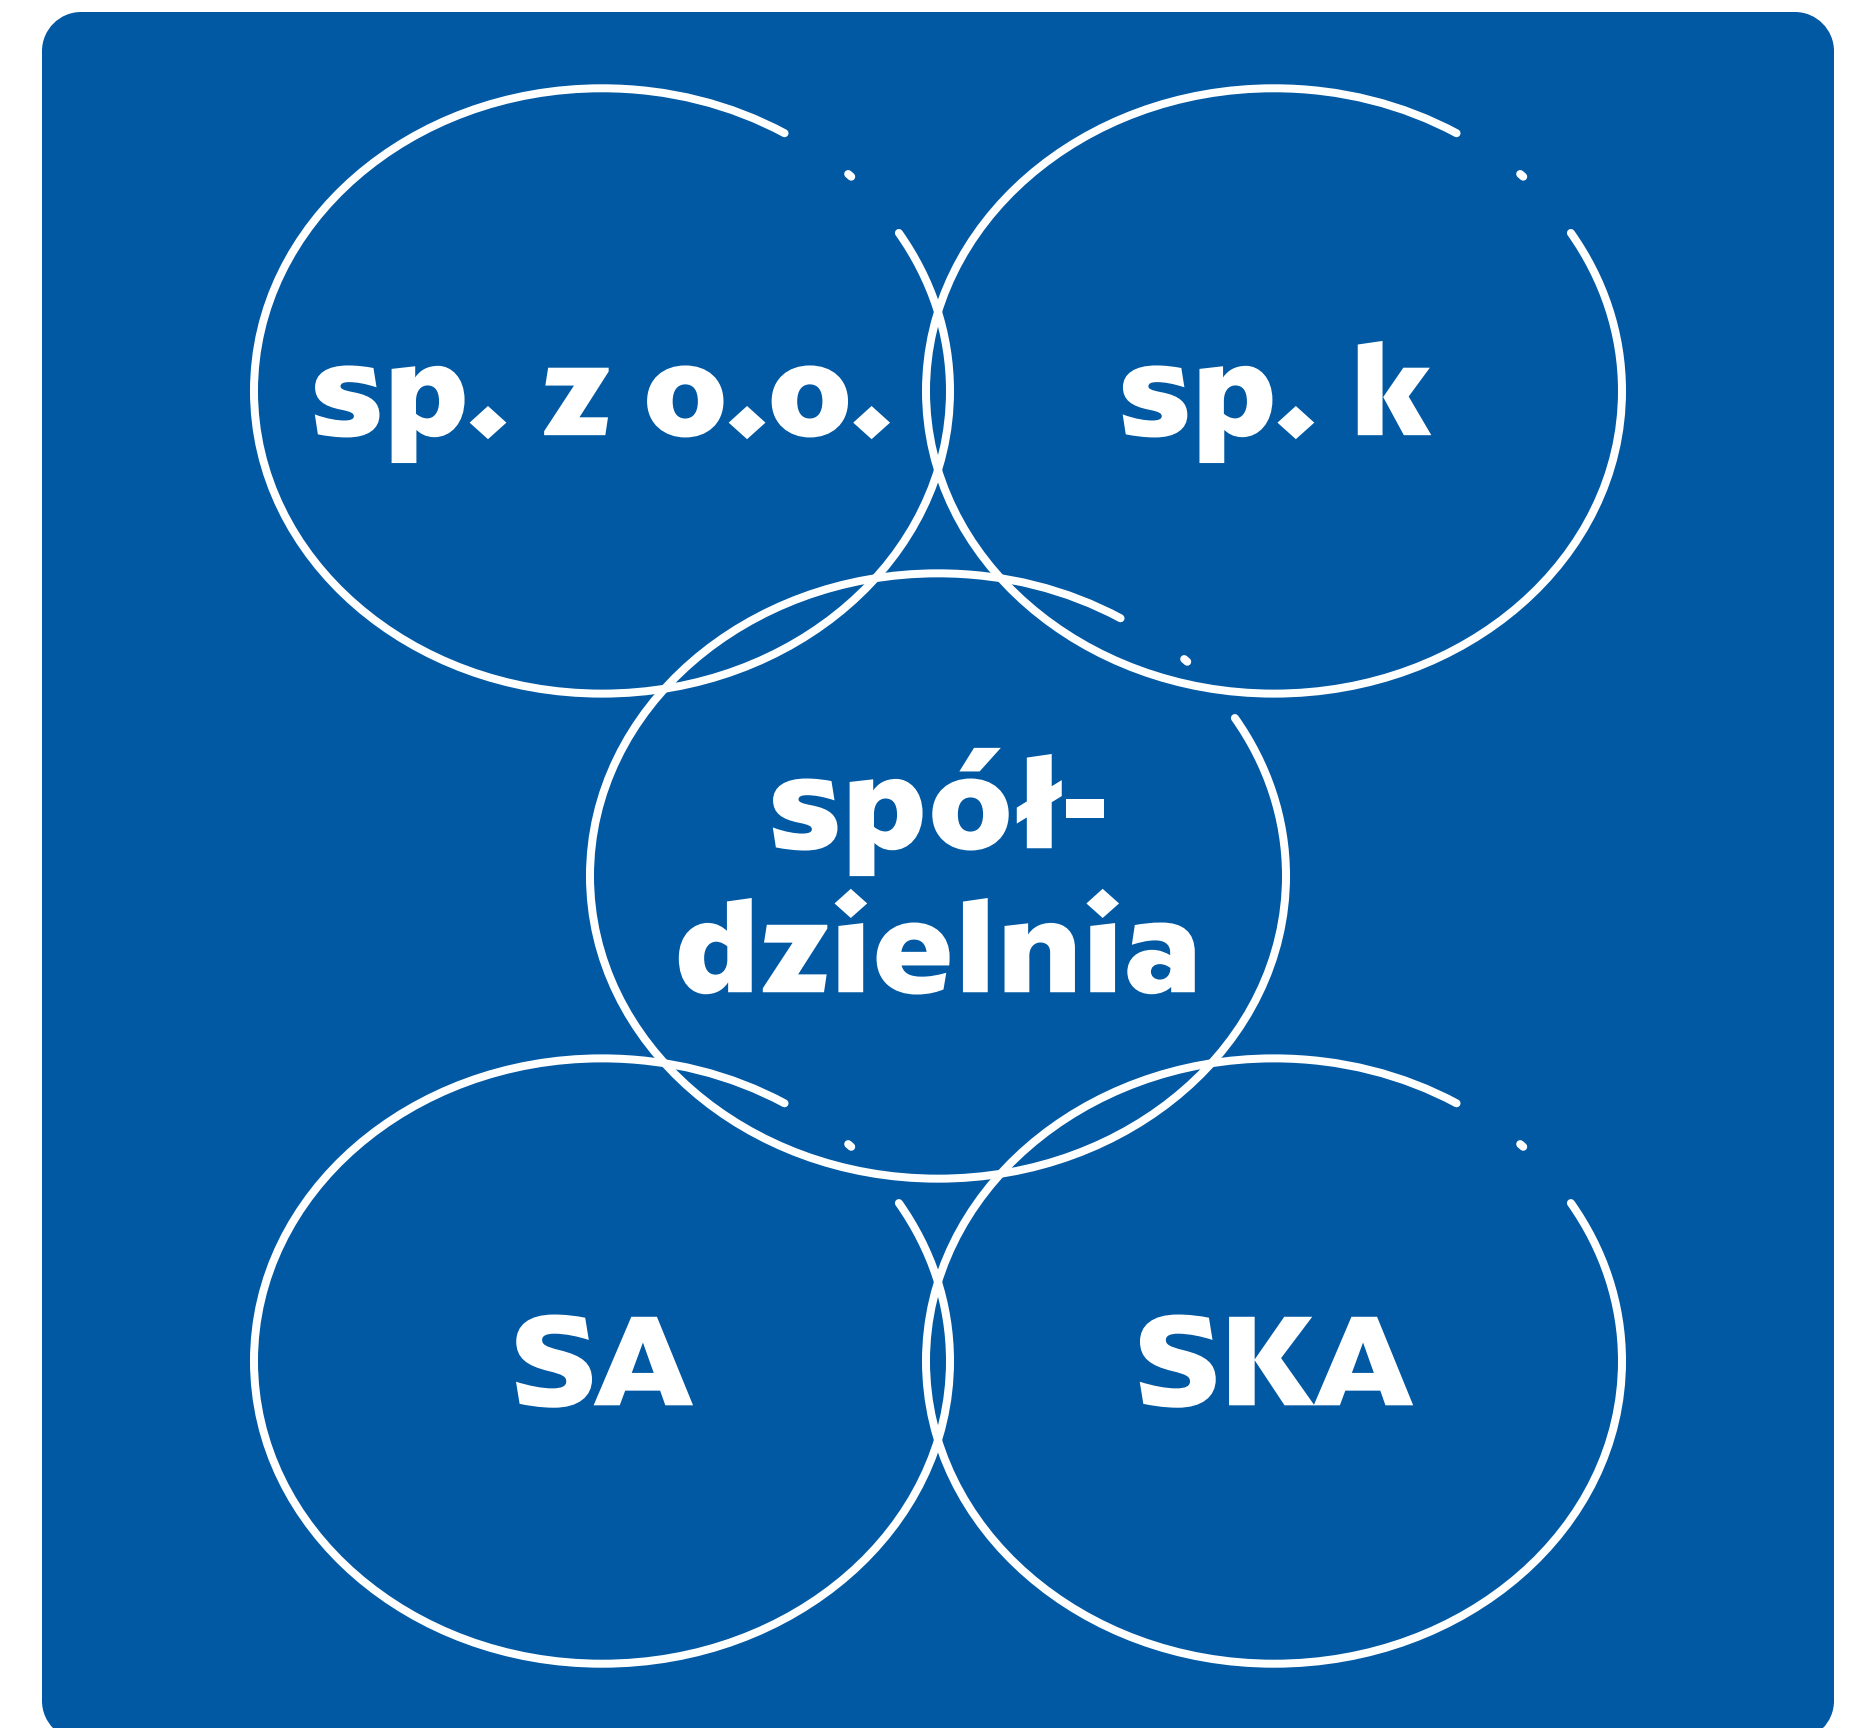 sp. z o.o.
sp. k
spół-
dzielnia
SA
SKA